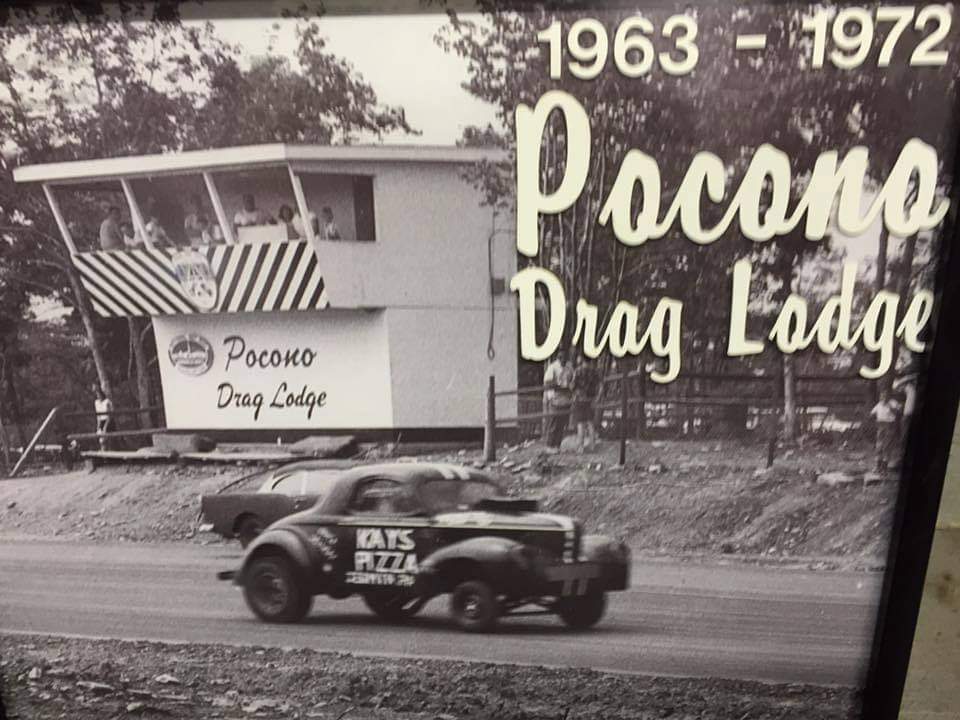 1963 - 1972
Pocono
Drag Lodge
Pocono
Drag Lodge
KAYS
PIZZA